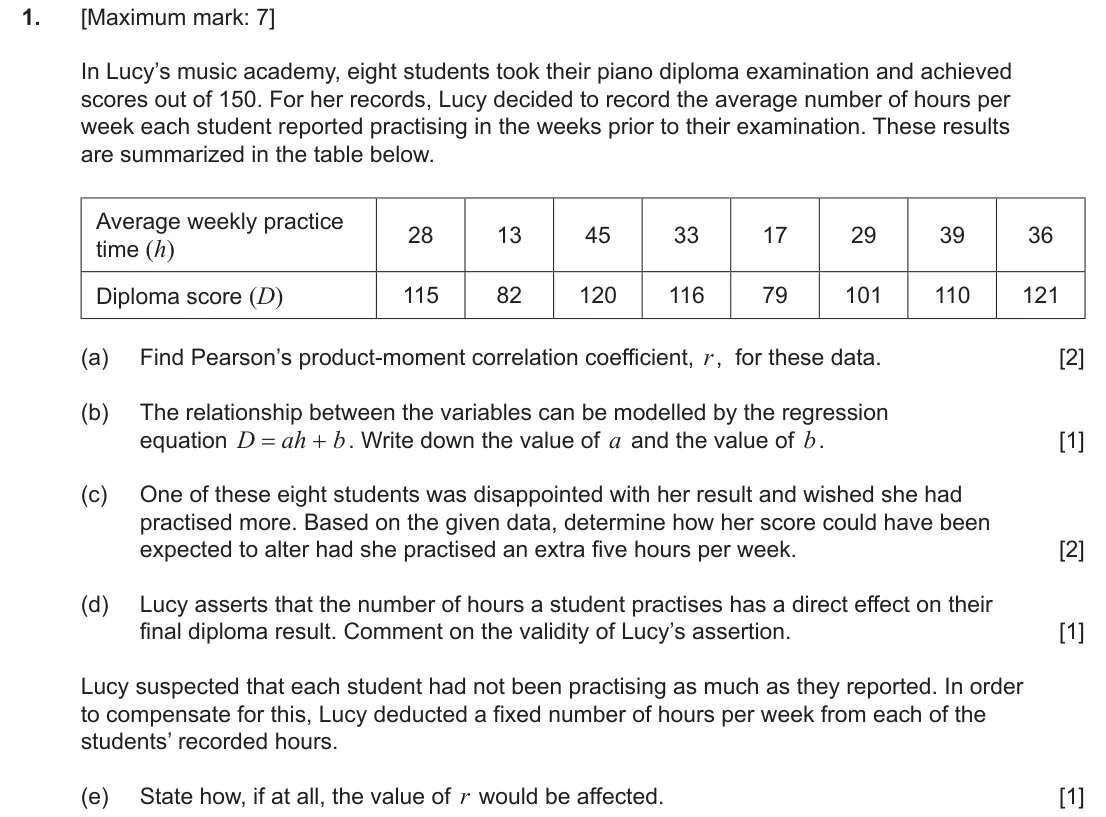 1. [Maximum mark: 7]
In Lucy’s music academy, eight students took their piano diploma examination and achieved
scores out of 150. For her records, Lucy decided to record the average number of hours per
week each student reported practising in the weeks prior to their examination. These results
are summarized in the table below.
Average weekly practice
time (h) 28 13 45 33 17 29 39 36
Diploma score (D) 115 82 120 116 79 101 110 121
(a) Find Pearson’s product-moment correlation coefficient, r, for these data. [2]
(b) The relationship between the variables can be modelled by the regression
equation D = ah + b. Write down the value of a and the value of b. [1]
(c) One of these eight students was disappointed with her result and wished she had
practised more. Based on the given data, determine how her score could have been
expected to alter had she practised an extra five hours per week. [2]
(d) Lucy asserts that the number of hours a student practises has a direct effect on their
final diploma result. Comment on the validity of Lucy’s assertion. [1]
Lucy suspected that each student had not been practising as much as they reported. In order
to compensate for this, Lucy deducted a fixed number of hours per week from each of the
students’ recorded hours.
(e) State how, if at all, the value of r would be affected. [1]